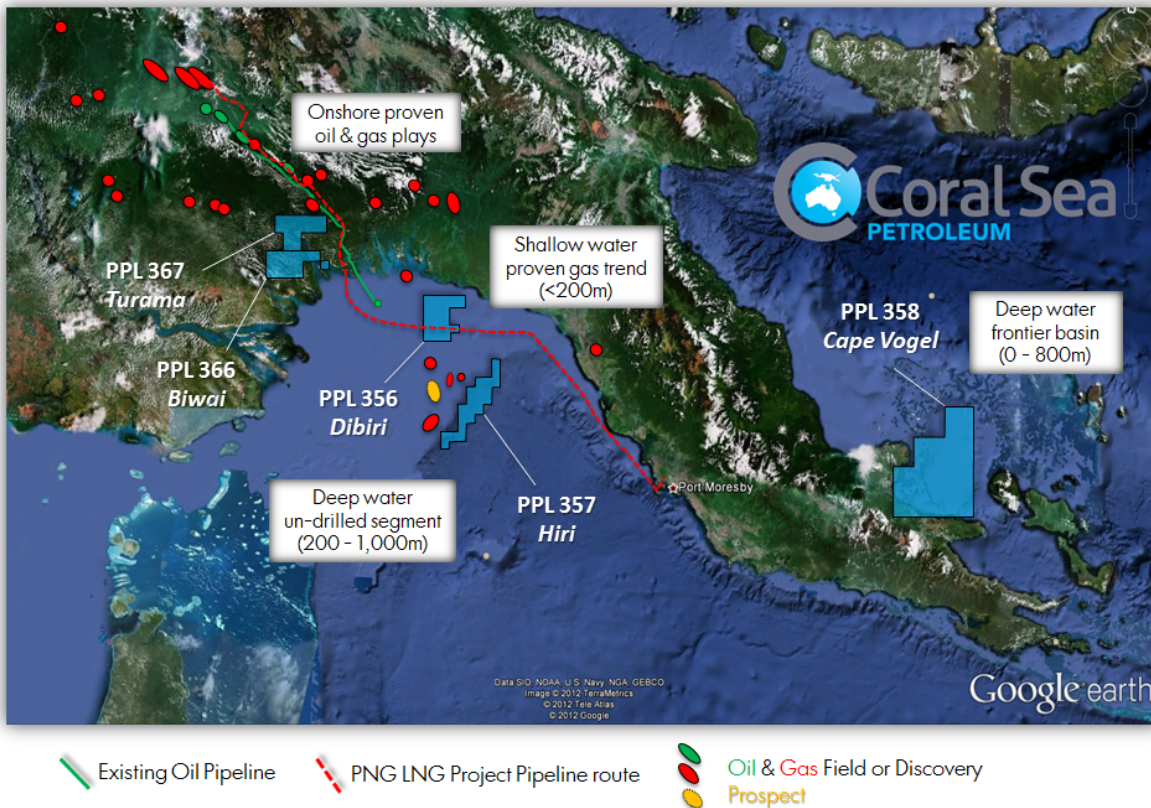 Onshore proven
oil & gas plays
Coral Sea
PETROLEUM
Shallow water
proven gas trend
(<200m)
PPL 367
Turama
PPL 358
Cape Vogel
Deep water
frontier basin
(0 - 800m)
PPL 366
Biwai
PPL 356
Dibiri
Deep water
un-drilled segment
(200 - 1,000m)
PPL 357
Hiri
Port Moresby
Data SIO, NOAA, U.S. Navy, NGA, GEBCO
Image © 2012 TerraMetrics
© 2012 Tele Atlas
© 2012 Google
Google earth
Existing Oil Pipeline
PNG LNG Project Pipeline route
Oil & Gas Field or Discovery
Prospect